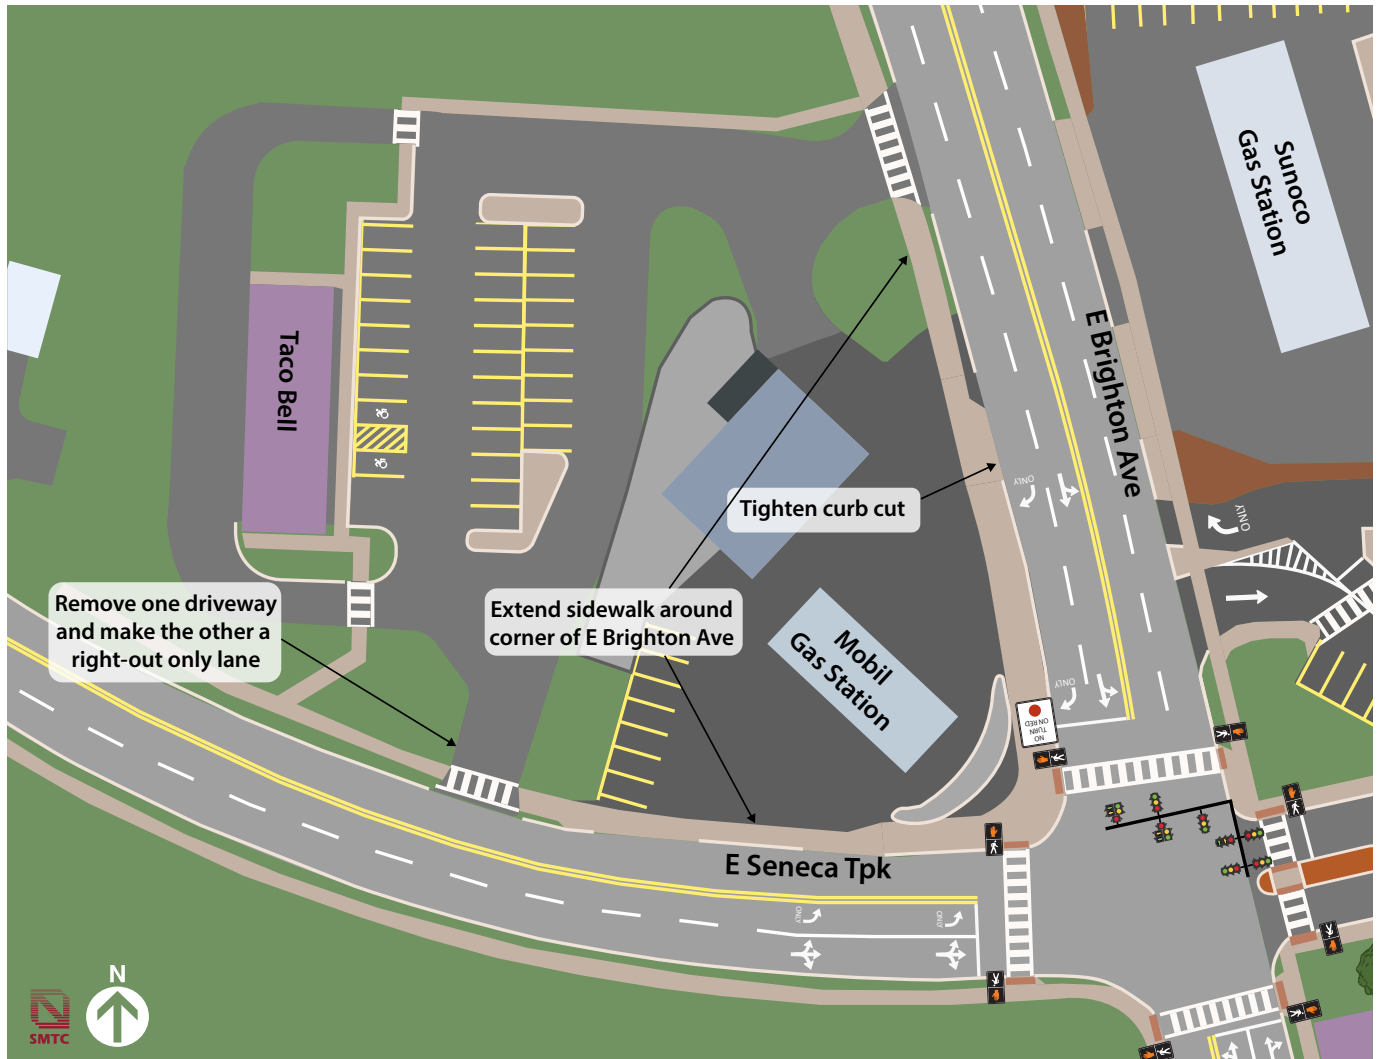 Sunoco
Gas Station
E Brighton Ave
Taco Bell
ONLY
ONLY
Tighten curb cut
Remove one driveway
and make the other a
right-out only lane
Extend sidewalk around
corner of E Brighton Ave
Mobil
Gas Station
ONLY
NO
TURN
ON RED
E Seneca Tpk
ONLY
ONLY
N
SMTC